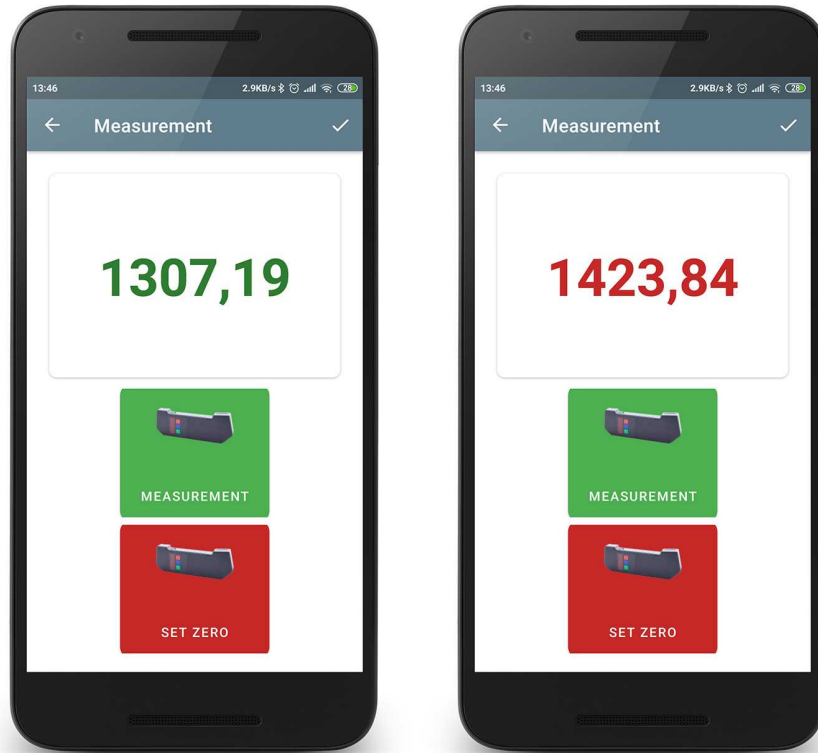 13:46
2.9KB/s
28
Measurement
1307,19
MEASUREMENT
SET ZERO
13:46
2.9KB/s
28
Measurement
1423,84
MEASUREMENT
SET ZERO